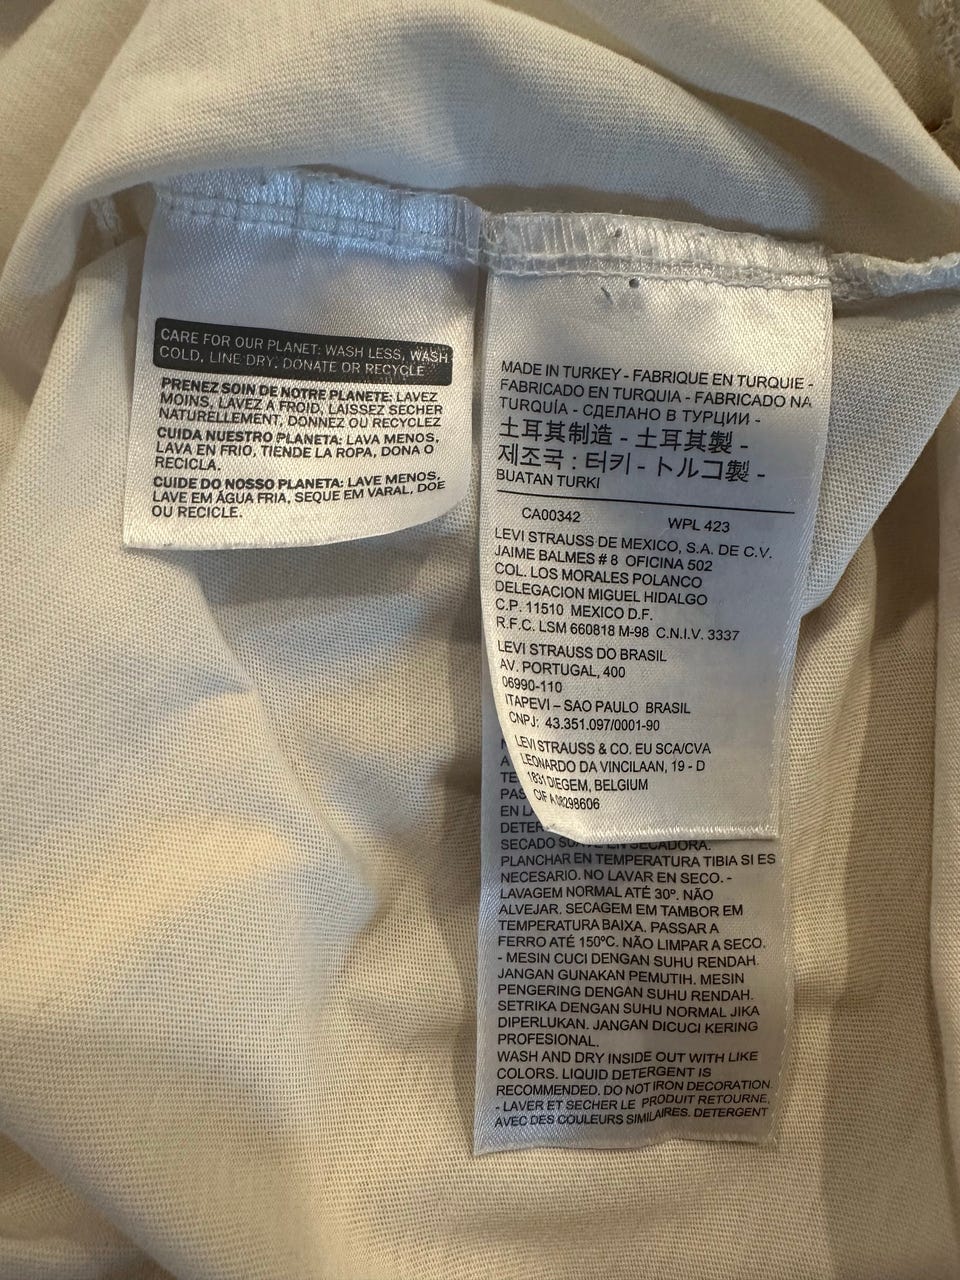 CARE FOR OUR PLANET: WASH LESS, WASH
COLD, LINE DRY, DONATE OR RECYCLE
PRENEZ SOIN DE NOTRE PLANETE: LAVEZ
MOINS, LAVEZ A FROID, LAISSEZ SECHER
NATURELLEMENT, DONNEZ OU RECYCLEZ
CUIDA NUESTRO PLANETA: LAVA MENOS,
LAVA EN FRIO, TIENDE LA ROPA, DONA O
RECICLA.
CUIDE DO NOSSO PLANETA: LAVE MENOS,
LAVE EM ÁGUA FRIA, SEQUE EM VARAL, DOE
OU RECICLE.
MADE IN TURKEY - FABRIQUE EN TURQUIE -
FABRICADO EN TURQUIA - FABRICADO NA
TURQUÍA - СДЕЛАНО В ТУРЦИИ -
土耳其制造 - 土耳其製 -
제조국 : 터키 - トルコ製 -
BUATAN TURKI
CA00342 WPL 423
LEVI STRAUSS DE MEXICO, S.A. DE C.V.
JAIME BALMES # 8 OFICINA 502
COL. LOS MORALES POLANCO
DELEGACION MIGUEL HIDALGO
C.P. 11510 MEXICO D.F.
R.F.C. LSM 660818 M-98 C.N.I.V. 3337
LEVI STRAUSS DO BRASIL
AV. PORTUGAL, 400
06990-110
ITAPEVI – SAO PAULO BRASIL
CNPJ: 43.351.097/0001-90
LEVI STRAUSS & CO. EU SCA/CVA
LEONARDO DA VINCILAAN, 19 - D
1831 DIEGEM, BELGIUM
CIF A 08298606
EN
SECADO SUAVE EN SECADORA.
PLANCHAR EN TEMPERATURA TIBIA SI ES
NECESARIO. NO LAVAR EN SECO. -
LAVAGEM NORMAL ATÉ 30º. NÃO
ALVEJAR. SECAGEM EM TAMBOR EM
TEMPERATURA BAIXA. PASSAR A
FERRO ATÉ 150ºC. NÃO LIMPAR A SECO.
- MESIN CUCI DENGAN SUHU RENDAH.
JANGAN GUNAKAN PEMUTIH. MESIN
PENGERING DENGAN SUHU RENDAH.
SETRIKA DENGAN SUHU NORMAL JIKA
DIPERLUKAN. JANGAN DICUCI KERING
PROFESIONAL.
WASH AND DRY INSIDE OUT WITH LIKE
COLORS. LIQUID DETERGENT IS
RECOMMENDED. DO NOT IRON DECORATION.
- LAVER ET SECHER LE PRODUIT RETOURNE,
AVEC DES COULEURS SIMILAIRES. DETERGENT